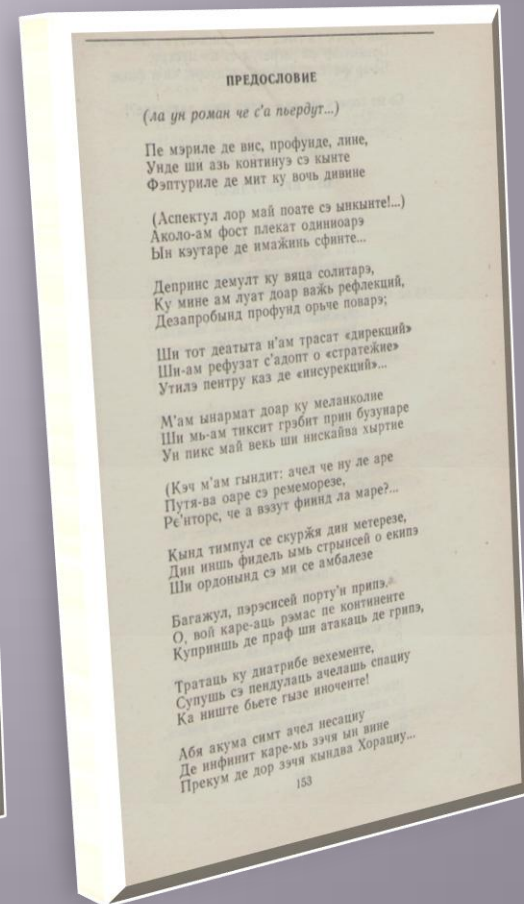 ПРЕДОСЛОВИЕ
(ла ун роман че с'а пьердут...)
Пе мэриле де вис, профунде, лине,
Унде ши азь континуэ сэ кынте
Фэптуриле де мит ку вочь дивине
(Аспектул лор май поате сэ ынкынте!...)
Аколо-ам фост плекат одиниоарэ
Ын кэутаре де имажинь сфинте...
Депринс демулт ку вяца солитарэ,
Ку мине ам луат доар важь рефлекций,
Дезапробынд профунд орьче поварэ;
Ши тот деатыта н'ам трасат «дирекций»
Ши-ам рефузат с'адопт о «стратежие»
Утилэ пентру каз де «инсурекций»...
М'ам ынармат доар ку меланколие
Ши мь-ам тиксит грэбит прин бузунаре
Ун пикс май векь ши нискайва хыртие
(Кэч м'ам гындит: ачел че ну ле аре
Путя-ва оаре сэ ремеморезе,
Ре'нторс, че а вэзут финнд ла маре?...
Кынд тимпул се скуржя дин метерезе,
Дин иншь фидель ымь стрынсей о екипэ
Ши ордонынд сэ ми се амбалезе
Багажул, пэрэсисей порту'н припэ.
О, вой каре-аць рэмас пе континенте
Куприншь де праф ши атакаць де грипэ,
Тратаць ку диатрибе вехементе,
Супушь сэ пендулаць ачелашь спациу
Ка ниште бьете гызе иноченте!
Абя акума симт ачел несациу
Де инфинит каре-мь зэчя ын вине
Прекум де дор зэчя кындва Хорациу...
153